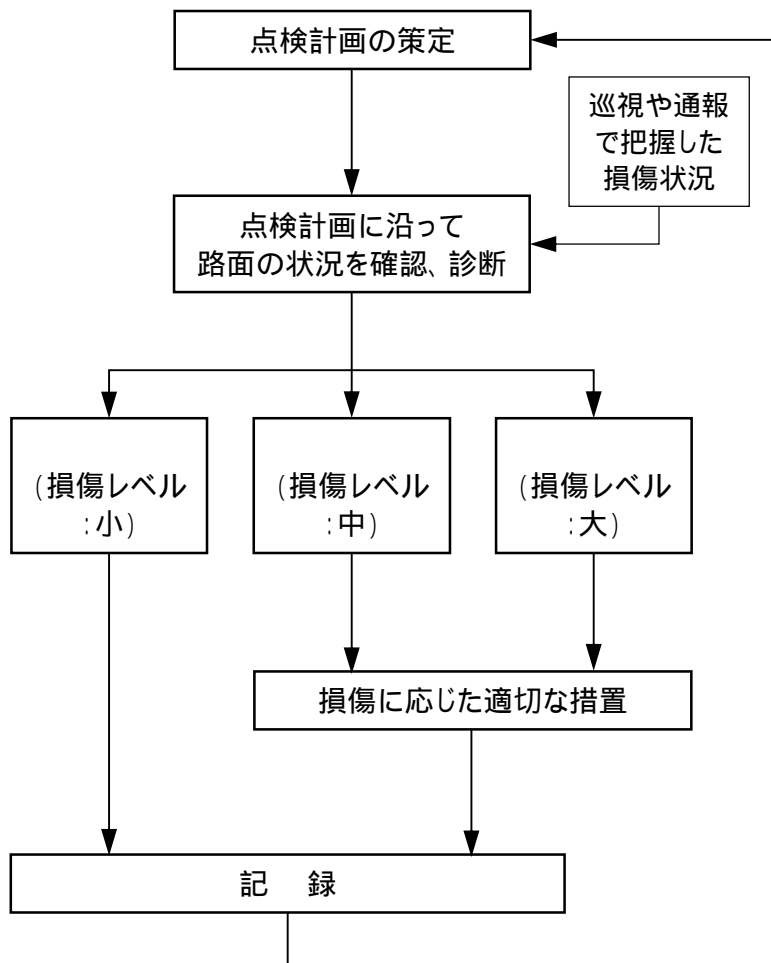 点検計画の策定
巡視や通報
で把握した
損傷状況
点検計画に沿って
路面の状況を確認、診断
(損傷レベル
:小)
(損傷レベル
:中)
(損傷レベル
:大)
損傷に応じた適切な措置
記　録